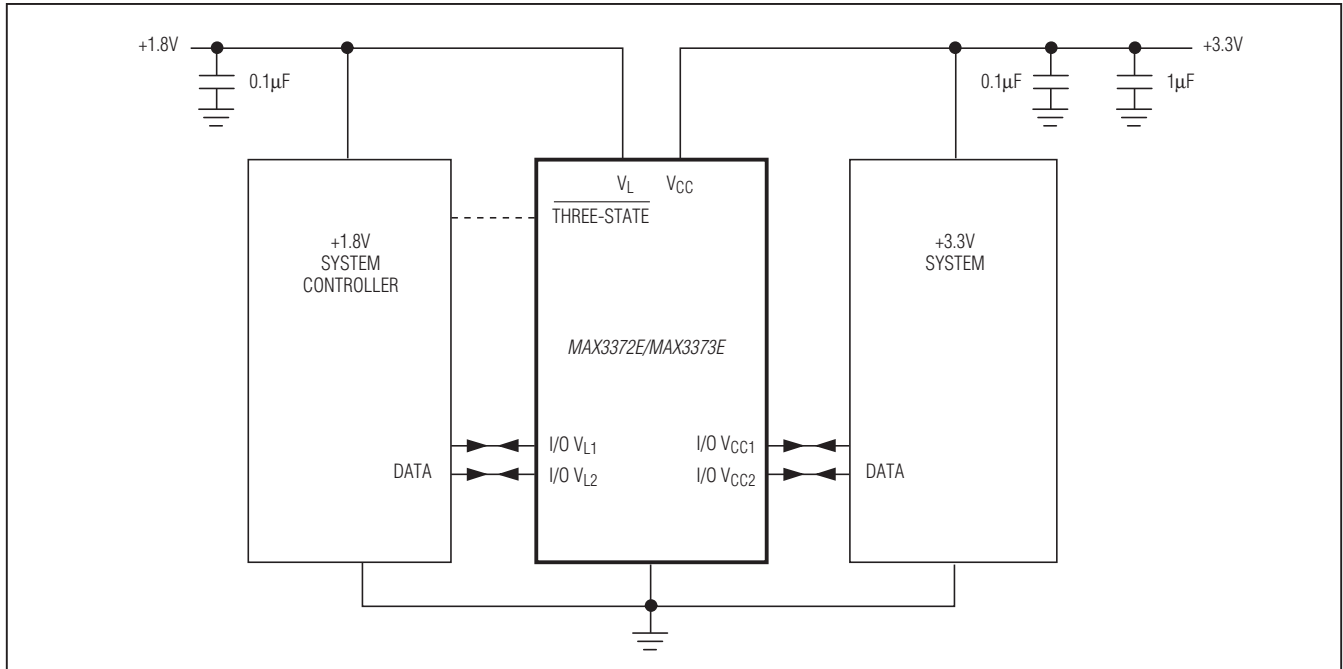 +1.8V
0.1µF
+3.3V
0.1µF
1µF
VL
VCC
THREE-STATE
+1.8V
SYSTEM
CONTROLLER
+3.3V
SYSTEM
MAX3372E/MAX3373E
I/O VL1
I/O VCC1
DATA
I/O VL2
I/O VCC2
DATA